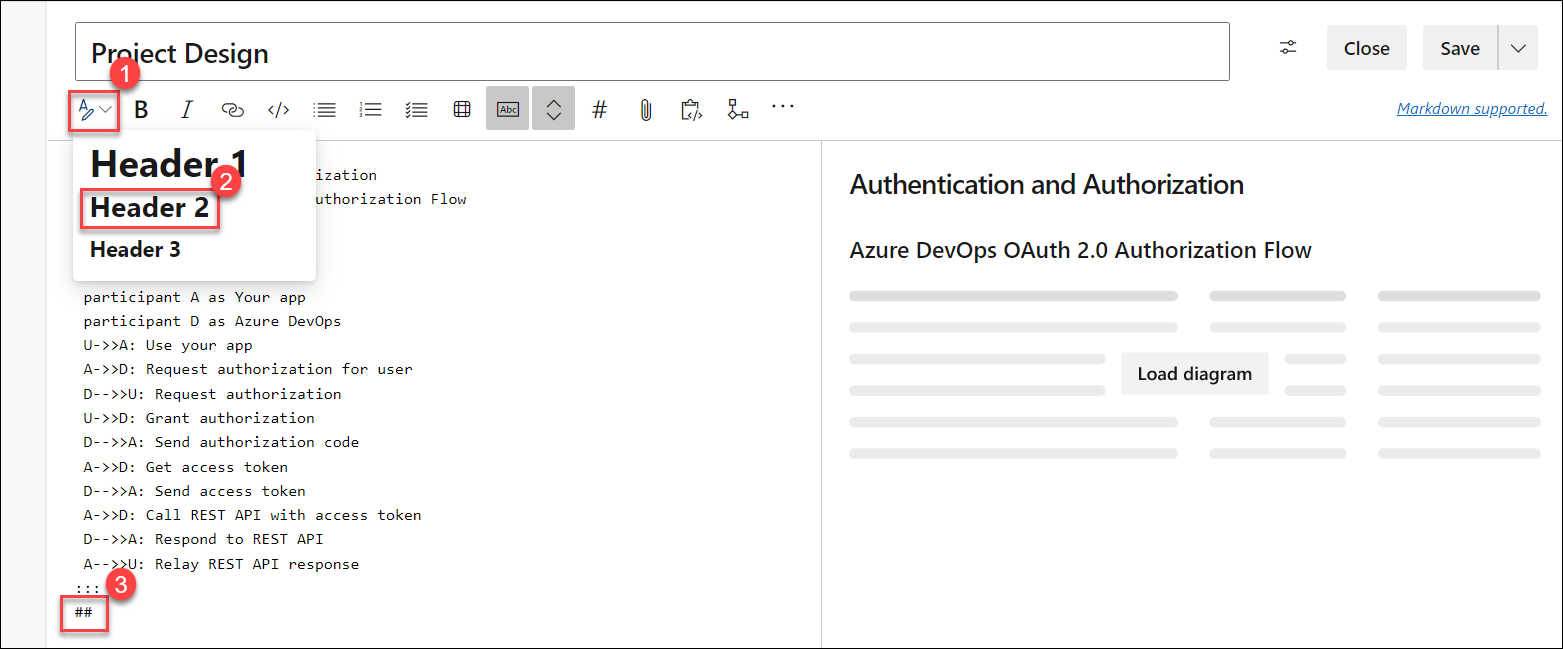 Project Design
Close
Save
1
B I </> Abc # ...
Markdown supported.
Header 1
2
Header 2
Header 3
ization
uthorization Flow
participant A as Your app
participant D as Azure DevOps
U->>A: Use your app
A->>D: Request authorization for user
D-->>U: Request authorization
U->>D: Grant authorization
D-->>A: Send authorization code
A->>D: Get access token
D-->>A: Send access token
A->>D: Call REST API with access token
D-->>A: Respond to REST API
A-->>U: Relay REST API response
:::
3
##
Authentication and Authorization
Azure DevOps OAuth 2.0 Authorization Flow
Load diagram